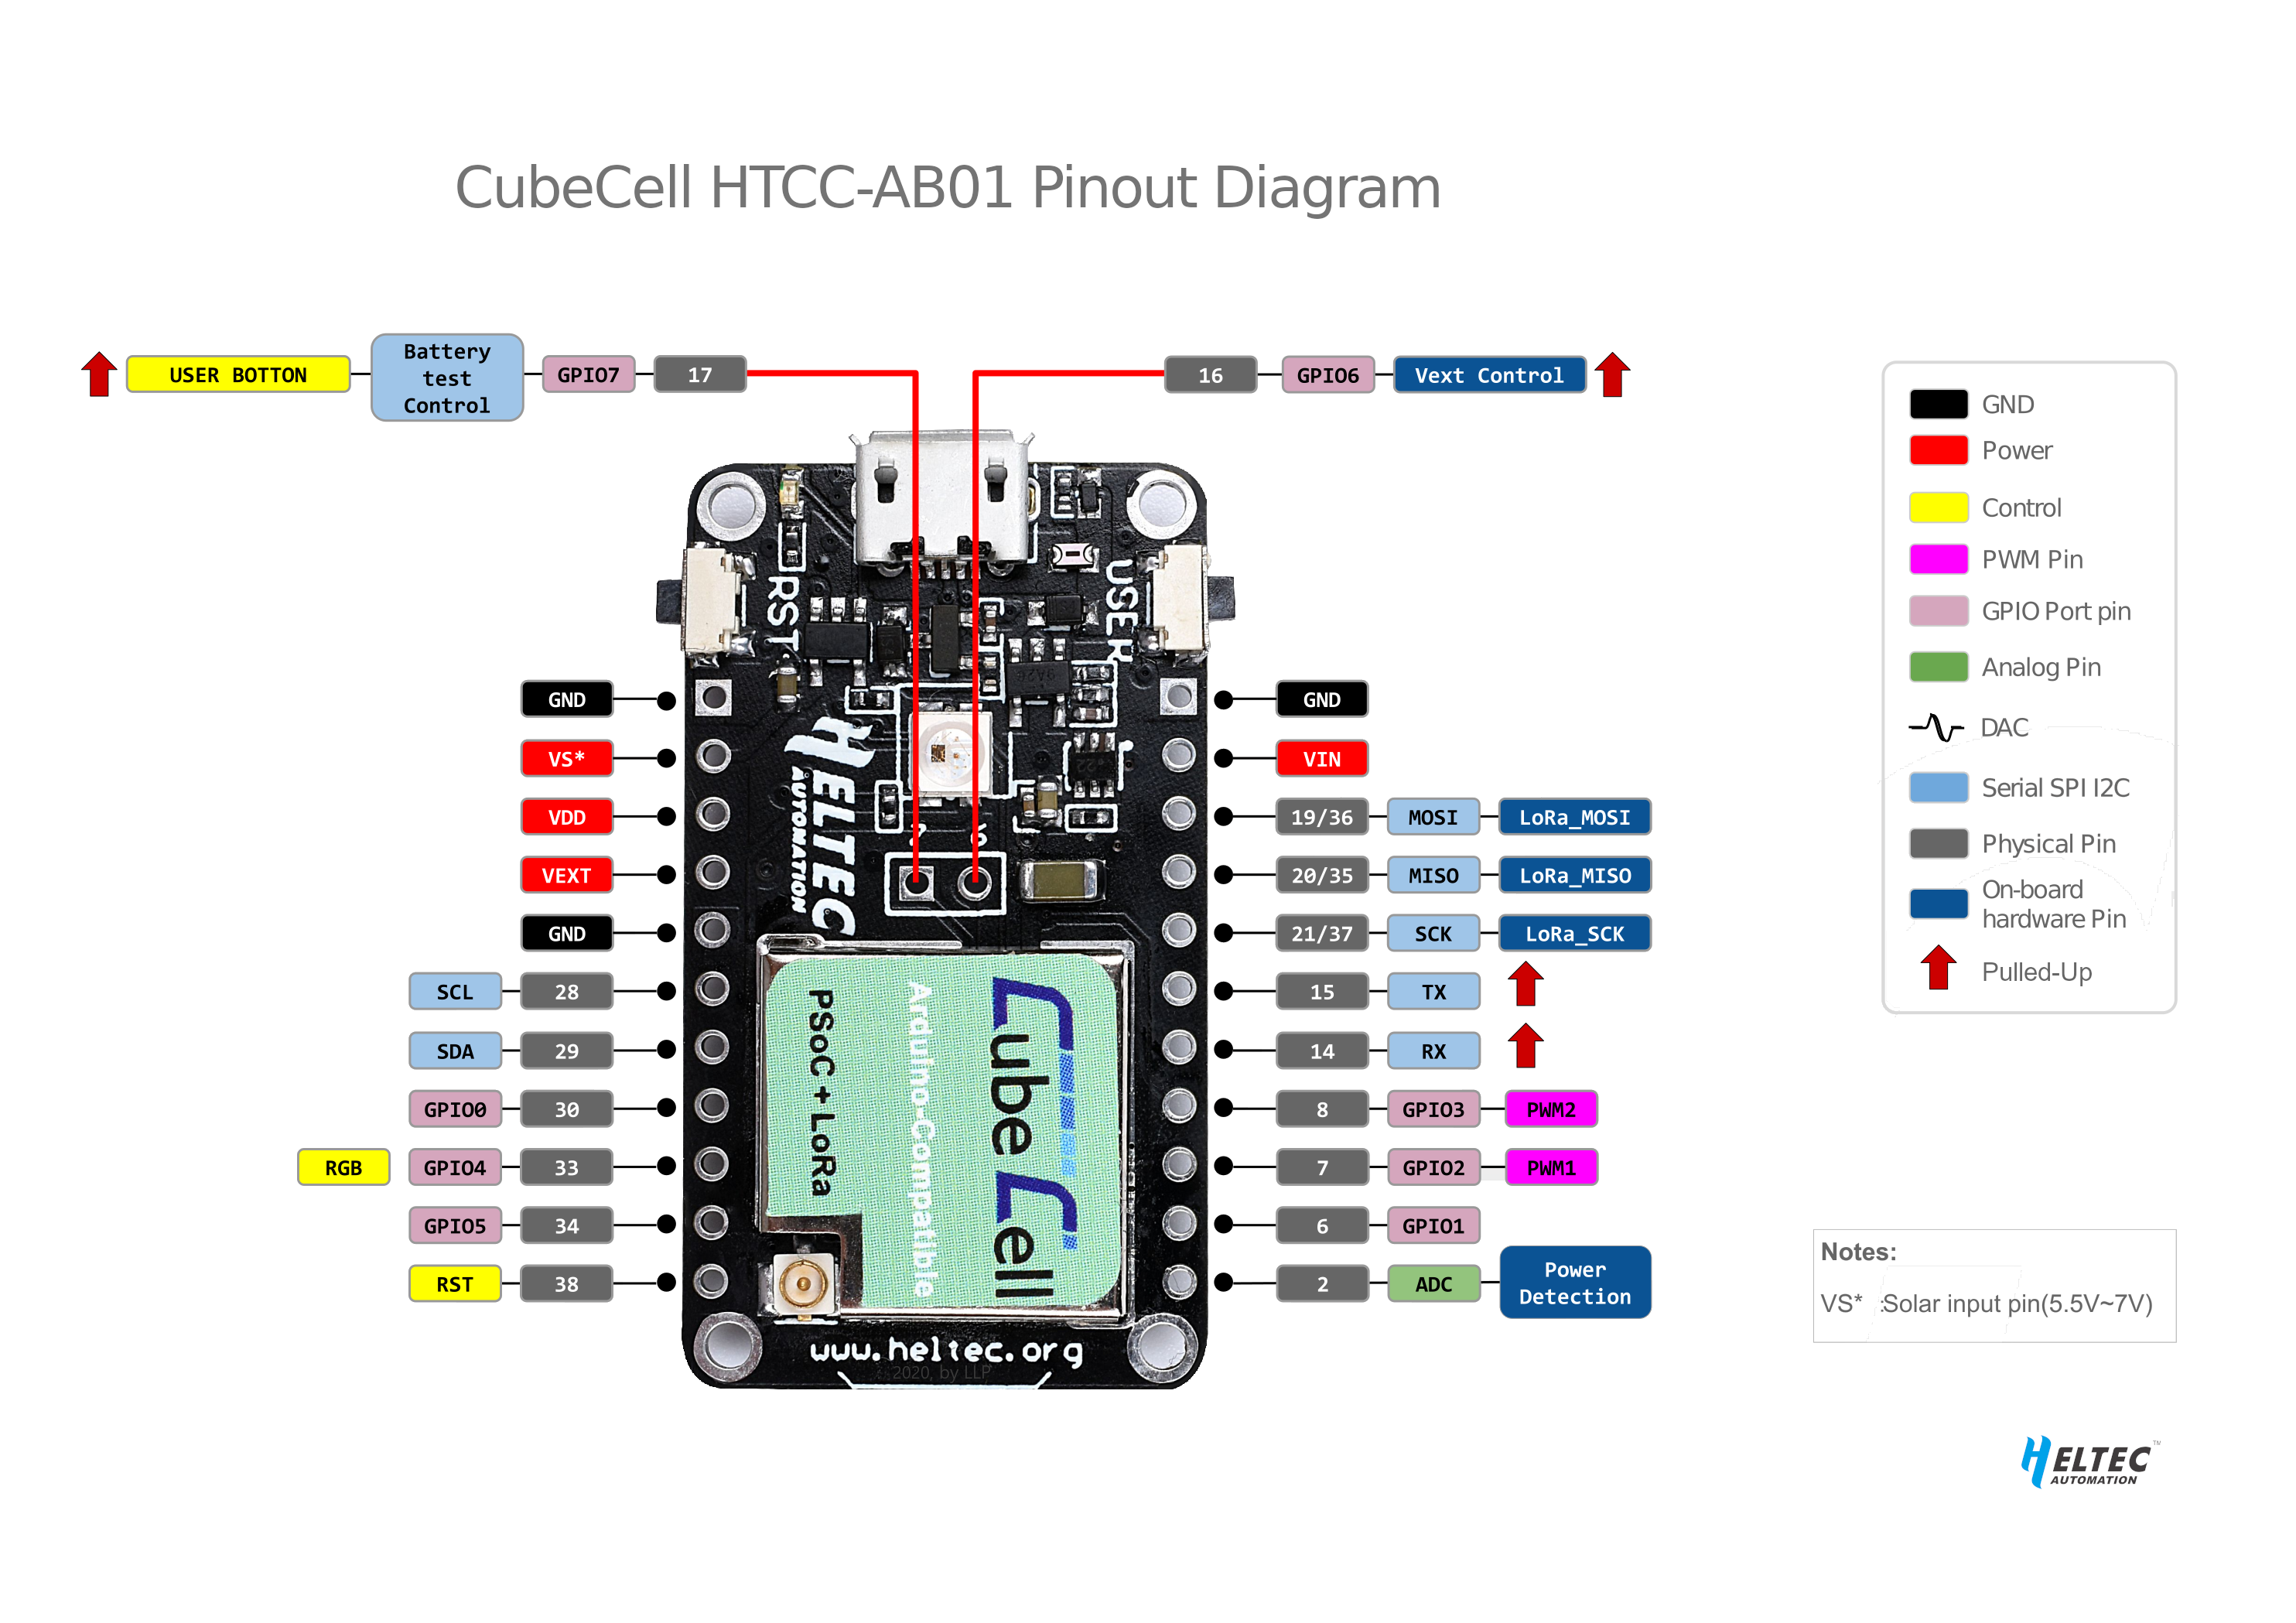 CubeCell HTCC-AB01 Pinout Diagram
USER BOTTON
Battery
test
Control
GPIO7
17
16
GPIO6
Vext Control
GND
VS*
VDD
VEXT
GND
SCL 28
SDA 29
GPIO0 30
RGB GPIO4 33
GPIO5 34
RST 38
RST
USER
HELTEC
AUTOMATION
PSoC+LoRa
Arduino-Compatible
CubeCell
www.heltec.org
2020, by LLP
GND
VIN
19/36 MOSI LoRa_MOSI
20/35 MISO LoRa_MISO
21/37 SCK LoRa_SCK
15 TX
14 RX
8 GPIO3 PWM2
7 GPIO2 PWM1
6 GPIO1
2 ADC
Power
Detection
GND
Power
Control
PWM Pin
GPIO Port pin
Analog Pin
DAC
Serial SPI I2C
Physical Pin
On-board
hardware Pin
Pulled-Up
Notes:
VS* :Solar input pin(5.5V~7V)
HELTEC™
AUTOMATION